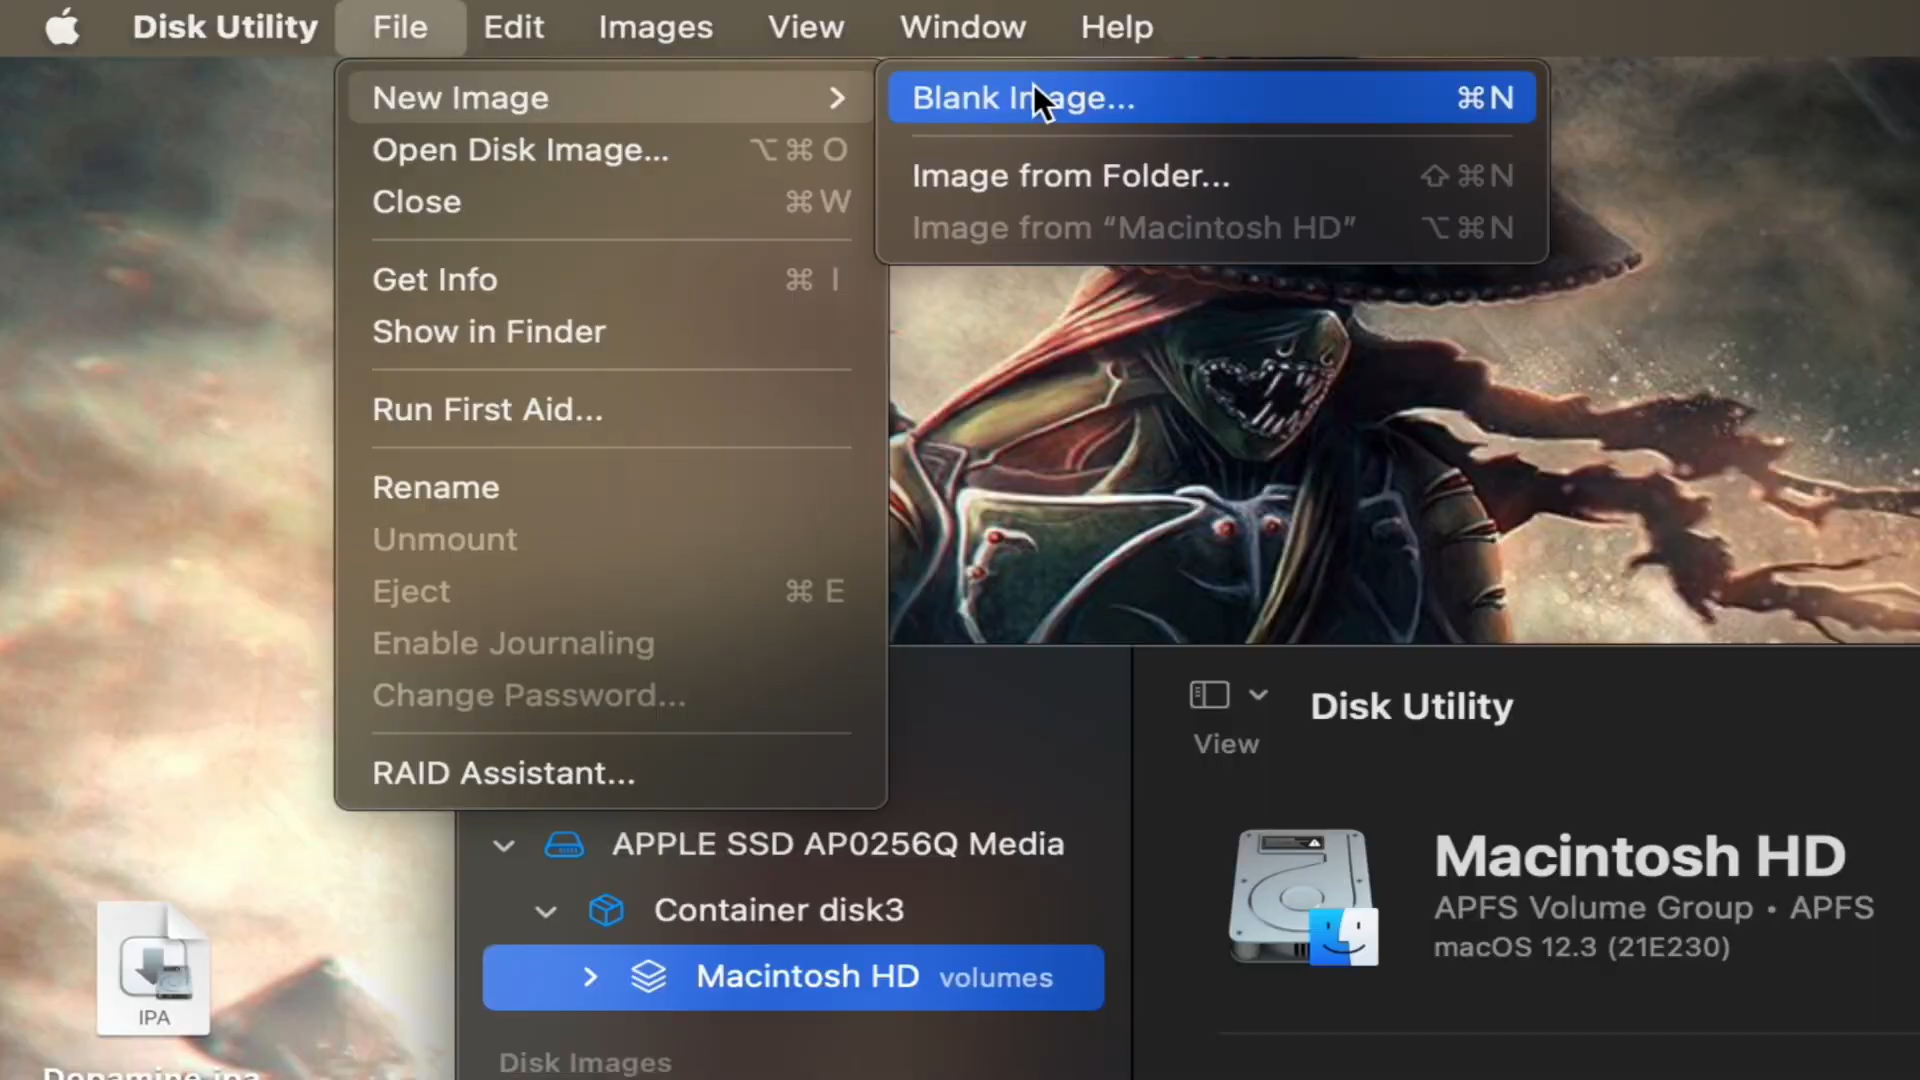 Disk Utility File Edit Images View Window Help
New Image
Open Disk Image... ⌥⌘O
Close ⌘W
Get Info ⌘I
Show in Finder
Run First Aid...
Rename
Unmount
Eject ⌘E
Enable Journaling
Change Password...
RAID Assistant...
Blank Image... ⌘N
Image from Folder... ⇧⌘N
Image from “Macintosh HD” ⌥⌘N
Disk Utility
View
APPLE SSD AP0256Q Media
Container disk3
Macintosh HD volumes
Disk Images
Macintosh HD
APFS Volume Group • APFS
macOS 12.3 (21E230)
IPA
Dopamine.ipa